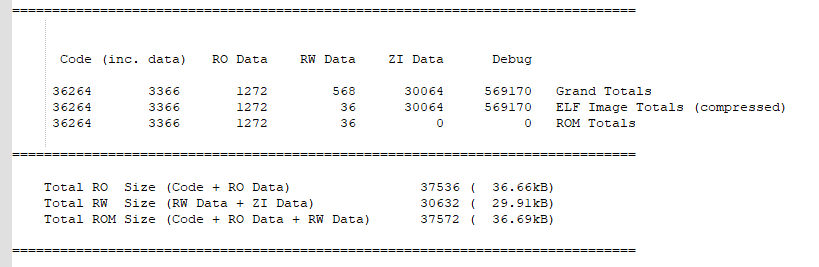 ==============================================================================
Code (inc. data) RO Data RW Data ZI Data Debug
36264 3366 1272 568 30064 569170 Grand Totals
36264 3366 1272 36 30064 569170 ELF Image Totals (compressed)
36264 3366 1272 36 0 0 ROM Totals
==============================================================================
Total RO Size (Code + RO Data) 37536 ( 36.66kB)
Total RW Size (RW Data + ZI Data) 30632 ( 29.91kB)
Total ROM Size (Code + RO Data + RW Data) 37572 ( 36.69kB)
==============================================================================